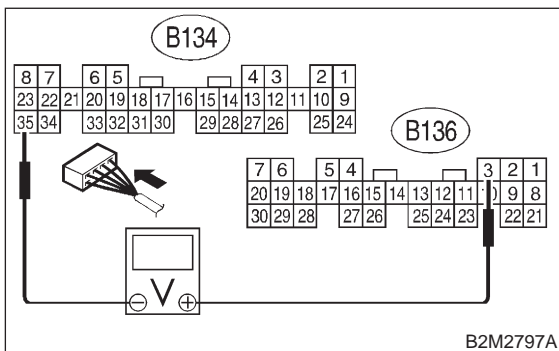 B134
8 7 6 5 4 3 2 1
23 22 21 20 19 18 17 16 15 14 13 12 11 10 9
35 34 33 32 31 30 29 28 27 26 25 24
B136
7 6 5 4 3 2 1
20 19 18 17 16 15 14 13 12 11 10 9 8
30 29 28 27 26 25 24 23 22 21
− V +
B2M2797A